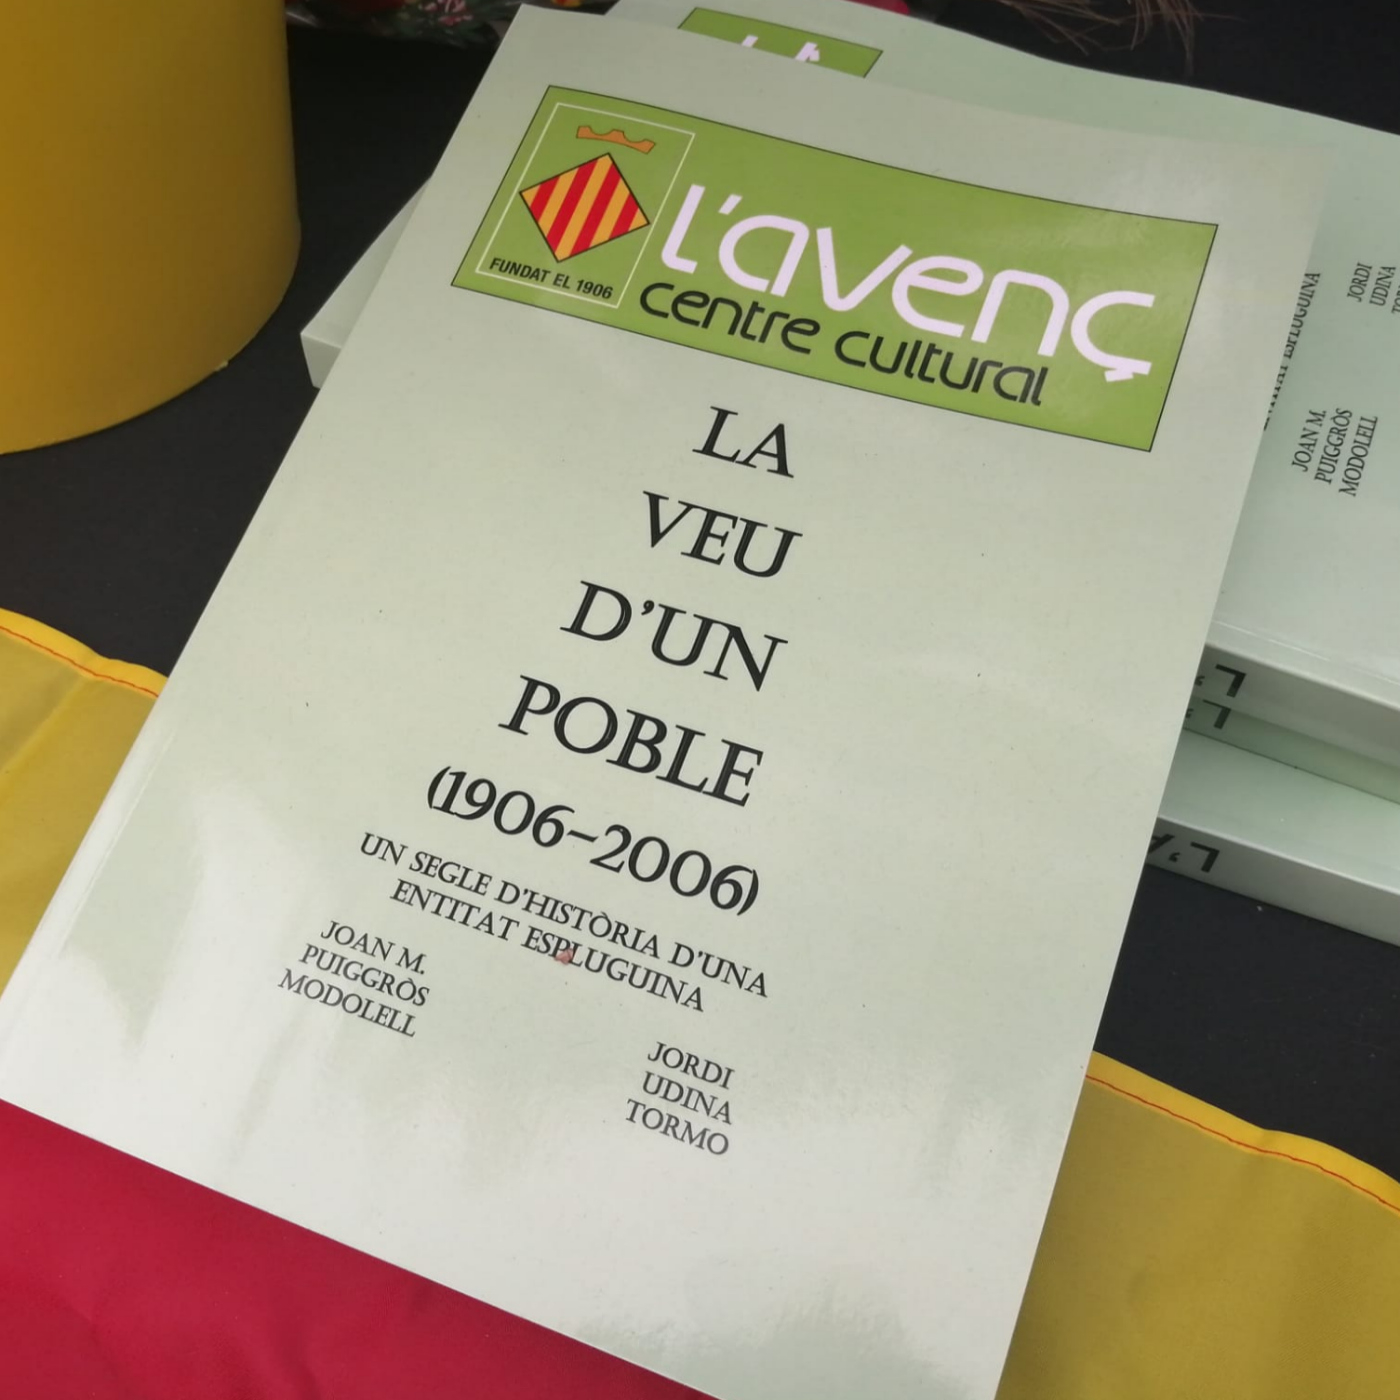 FUNDAT EL 1906
l'avenç
centre cultural
LA
VEU
D'UN
POBLE
(1906-2006)
UN SEGLE D'HISTÒRIA D'UNA
ENTITAT ESPLUGUINA
JOAN M.
PUIGGRÒS
MODOLELL
JORDI
UDINA
TORMO
JORDI
UDINA
JOAN M.
PUIGGRÒS
MODOLELL
ESPLUGUINA
L'
L'
L'